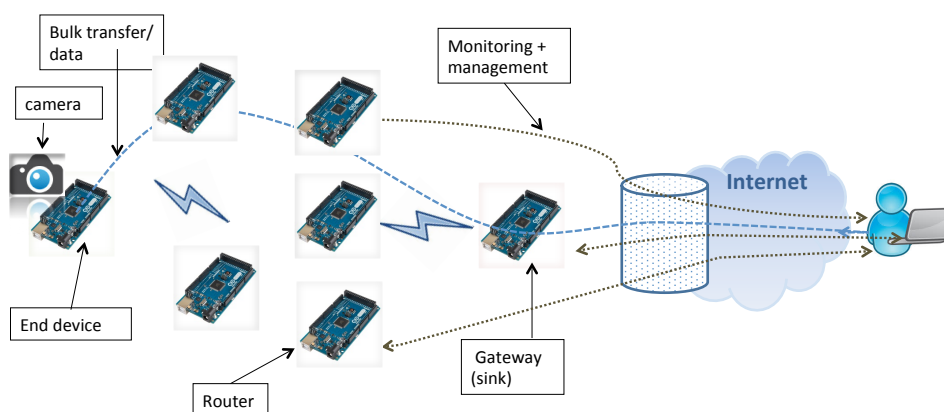 Bulk transfer/
data
Monitoring +
management
camera
Internet
End device
Gateway
(sink)
Router